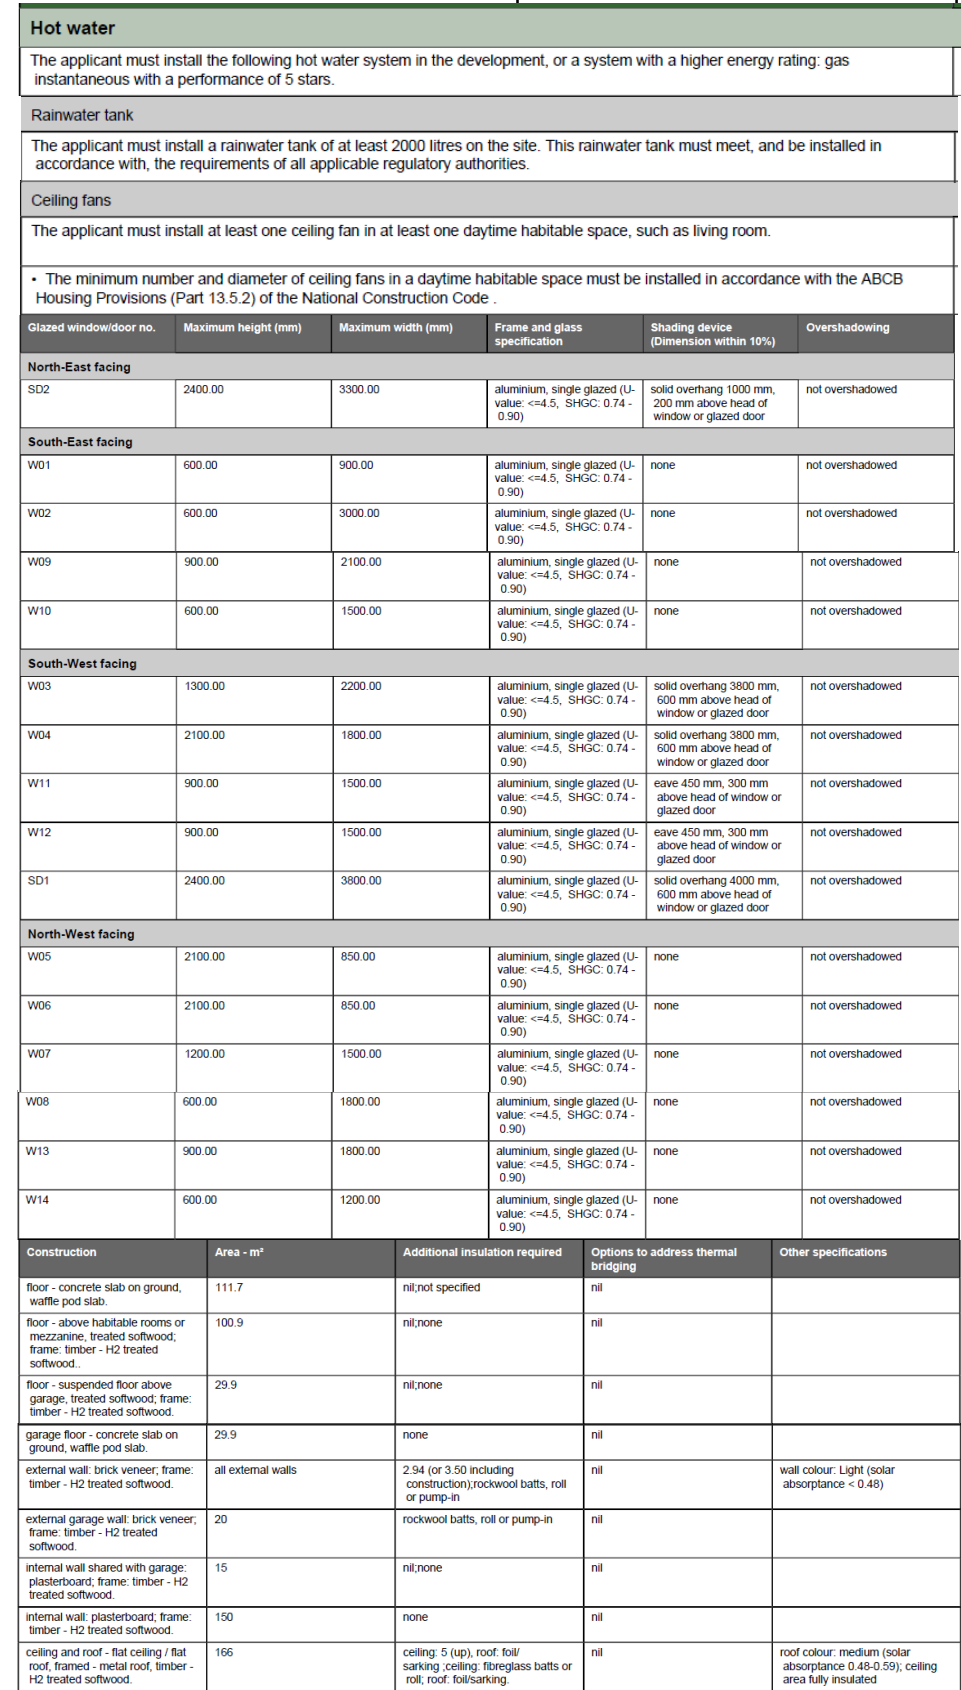 Hot water
The applicant must install the following hot water system in the development, or a system with a higher energy rating: gas
instantaneous with a performance of 5 stars.
Rainwater tank
The applicant must install a rainwater tank of at least 2000 litres on the site. This rainwater tank must meet, and be installed in
accordance with, the requirements of all applicable regulatory authorities.
Ceiling fans
The applicant must install at least one ceiling fan in at least one daytime habitable space, such as living room.
• The minimum number and diameter of ceiling fans in a daytime habitable space must be installed in accordance with the ABCB
Housing Provisions (Part 13.5.2) of the National Construction Code .
Glazed window/door no. Maximum height (mm) Maximum width (mm) Frame and glass Shading device Overshadowing
specification (Dimension within 10%)
North-East facing
SD2 2400.00 3300.00 aluminium, single glazed (U- solid overhang 1000 mm, not overshadowed
value: <=4.5, SHGC: 0.74 - 200 mm above head of
0.90) window or glazed door
South-East facing
W01 600.00 900.00 aluminium, single glazed (U- none not overshadowed
value: <=4.5, SHGC: 0.74 -
0.90)
W02 600.00 3000.00 aluminium, single glazed (U- none not overshadowed
value: <=4.5, SHGC: 0.74 -
0.90)
W09 900.00 2100.00 aluminium, single glazed (U- none not overshadowed
value: <=4.5, SHGC: 0.74 -
0.90)
W10 600.00 1500.00 aluminium, single glazed (U- none not overshadowed
value: <=4.5, SHGC: 0.74 -
0.90)
South-West facing
W03 1300.00 2200.00 aluminium, single glazed (U- solid overhang 3800 mm, not overshadowed
value: <=4.5, SHGC: 0.74 - 600 mm above head of
0.90) window or glazed door
W04 2100.00 1800.00 aluminium, single glazed (U- solid overhang 3800 mm, not overshadowed
value: <=4.5, SHGC: 0.74 - 600 mm above head of
0.90) window or glazed door
W11 900.00 1500.00 aluminium, single glazed (U- eave 450 mm, 300 mm not overshadowed
value: <=4.5, SHGC: 0.74 - above head of window or
0.90) glazed door
W12 900.00 1500.00 aluminium, single glazed (U- eave 450 mm, 300 mm not overshadowed
value: <=4.5, SHGC: 0.74 - above head of window or
0.90) glazed door
SD1 2400.00 3800.00 aluminium, single glazed (U- solid overhang 4000 mm, not overshadowed
value: <=4.5, SHGC: 0.74 - 600 mm above head of
0.90) window or glazed door
North-West facing
W05 2100.00 850.00 aluminium, single glazed (U- none not overshadowed
value: <=4.5, SHGC: 0.74 -
0.90)
W06 2100.00 850.00 aluminium, single glazed (U- none not overshadowed
value: <=4.5, SHGC: 0.74 -
0.90)
W07 1200.00 1500.00 aluminium, single glazed (U- none not overshadowed
value: <=4.5, SHGC: 0.74 -
0.90)
W08 600.00 1800.00 aluminium, single glazed (U- none not overshadowed
value: <=4.5, SHGC: 0.74 -
0.90)
W13 900.00 1800.00 aluminium, single glazed (U- none not overshadowed
value: <=4.5, SHGC: 0.74 -
0.90)
W14 600.00 1200.00 aluminium, single glazed (U- none not overshadowed
value: <=4.5, SHGC: 0.74 -
0.90)
Construction Area - m² Additional insulation required Options to address thermal Other specifications
bridging
floor - concrete slab on ground, 111.7 nil;not specified nil
waffle pod slab.
floor - above habitable rooms or 100.9 nil;none nil
mezzanine, treated softwood;
frame: timber - H2 treated
softwood..
floor - suspended floor above 29.9 nil;none nil
garage, treated softwood; frame:
timber - H2 treated softwood.
garage floor - concrete slab on 29.9 none nil
ground, waffle pod slab.
external wall: brick veneer; frame: all external walls 2.94 (or 3.50 including nil wall colour: Light (solar
timber - H2 treated softwood. construction);rockwool batts, roll absorptance < 0.48)
or pump-in
external garage wall: brick veneer; 20 rockwool batts, roll or pump-in nil
frame: timber - H2 treated
softwood.
internal wall shared with garage: 15 nil;none nil
plasterboard; frame: timber - H2
treated softwood.
internal wall: plasterboard; frame: 150 none nil
timber - H2 treated softwood.
ceiling and roof - flat ceiling / flat 166 ceiling: 5 (up), roof: foil/ nil roof colour: medium (solar
roof, framed - metal roof, timber - sarking ;ceiling: fibreglass batts or absorptance 0.48-0.59); ceiling
H2 treated softwood. roll; roof: foil/sarking. area fully insulated